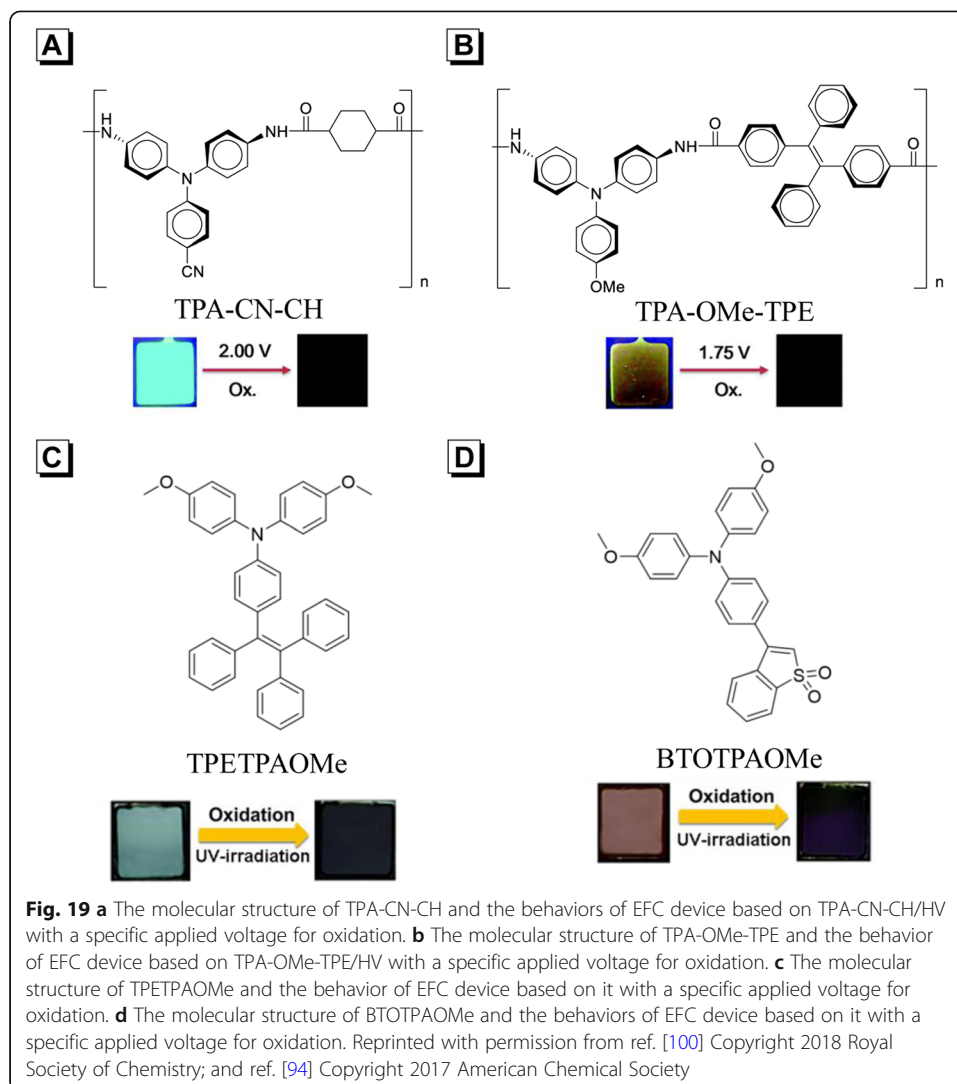 A
B
H
N
NH
O
O
N
CN
n
TPA-CN-CH
2.00 V
Ox.
H
N
NH
O
O
N
OMe
n
TPA-OMe-TPE
1.75 V
Ox.
C
D
O
O
N
TPETPAOMe
Oxidation
UV-irradiation
O
O
N
S
O
O
BTOTPAOMe
Oxidation
UV-irradiation
Fig. 19 a The molecular structure of TPA-CN-CH and the behaviors of EFC device based on TPA-CN-CH/HV
with a specific applied voltage for oxidation. b The molecular structure of TPA-OMe-TPE and the behavior
of EFC device based on TPA-OMe-TPE/HV with a specific applied voltage for oxidation. c The molecular
structure of TPETPAOMe and the behavior of EFC device based on it with a specific applied voltage for
oxidation. d The molecular structure of BTOTPAOMe and the behaviors of EFC device based on it with a
specific applied voltage for oxidation. Reprinted with permission from ref. [100] Copyright 2018 Royal
Society of Chemistry; and ref. [94] Copyright 2017 American Chemical Society